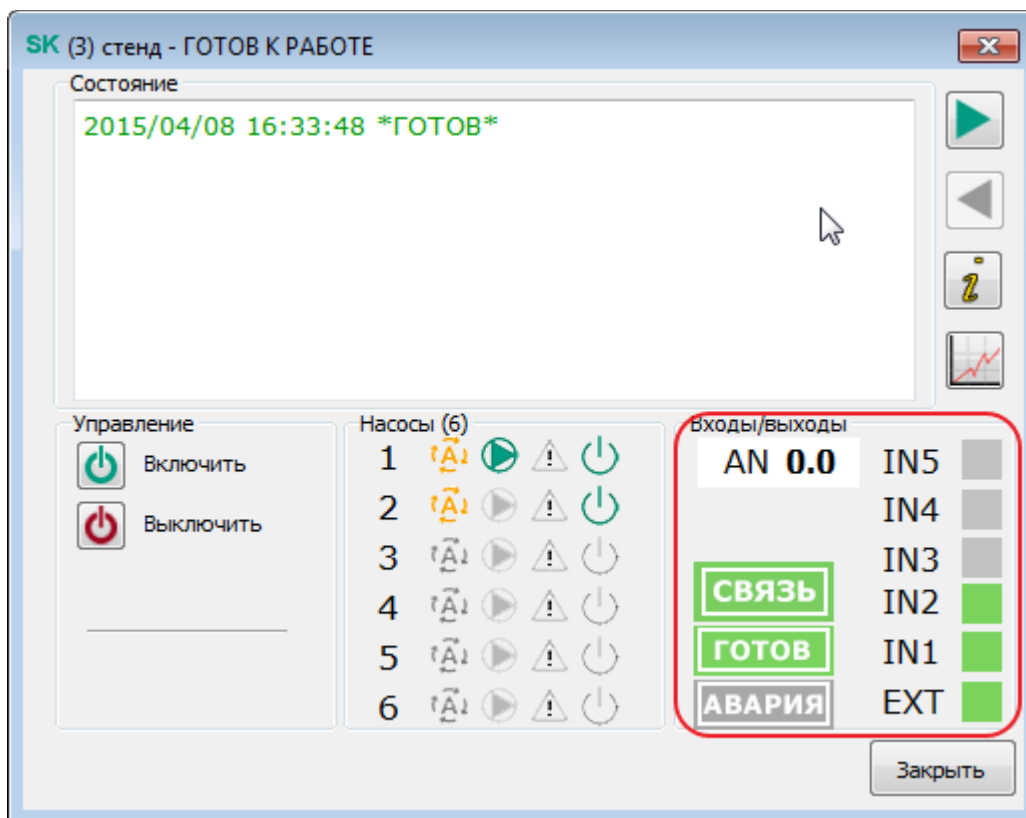 SK (3) стенд - ГОТОВ К РАБОТЕ
Состояние
2015/04/08 16:33:48 *ГОТОВ*
Управление
Включить
Выключить
Насосы (6)
1 A
2 A
3 A
4 A
5 A
6 A
Входы/выходы
AN 0.0 IN5
IN4
IN3
СВЯЗЬ IN2
ГОТОВ IN1
АВАРИЯ EXT
Закрыть